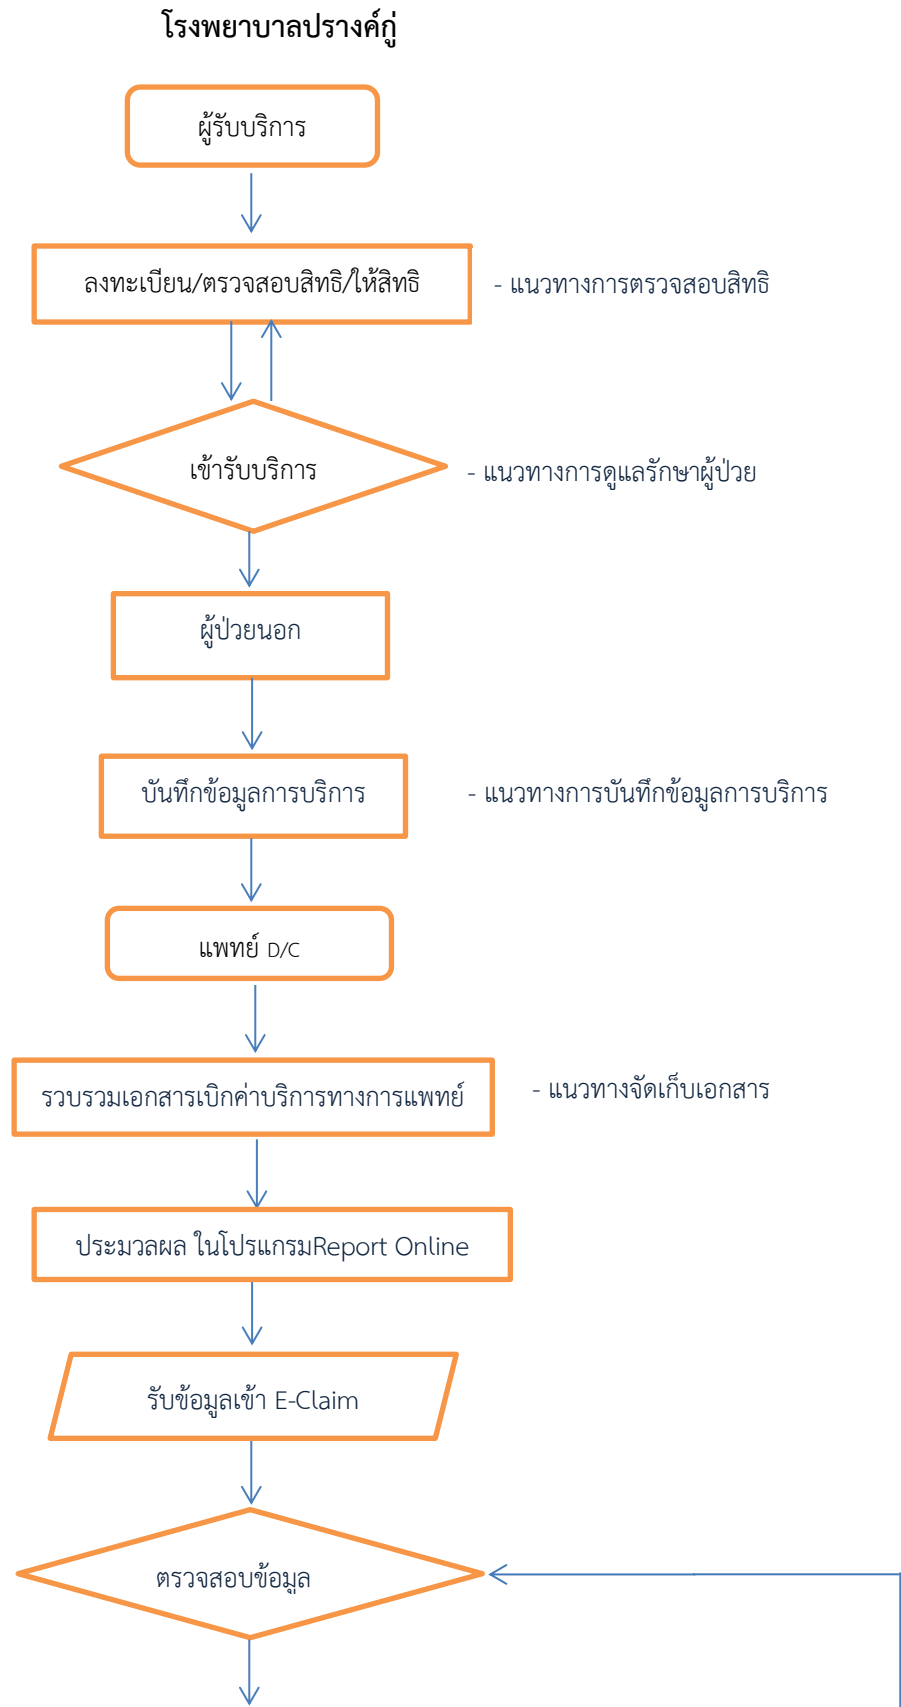 โรงพยาบาลปรางค์กู่
ผู้รับบริการ
ลงทะเบียน/ตรวจสอบสิทธิ/ให้สิทธิ
- แนวทางการตรวจสอบสิทธิ
เข้ารับบริการ
- แนวทางการดูแลรักษาผู้ป่วย
ผู้ป่วยนอก
บันทึกข้อมูลการบริการ
- แนวทางการบันทึกข้อมูลการบริการ
แพทย์ D/C
รวบรวมเอกสารเบิกค่าบริการทางการแพทย์
- แนวทางจัดเก็บเอกสาร
ประมวลผล ในโปรแกรมReport Online
รับข้อมูลเข้า E-Claim
ตรวจสอบข้อมูล